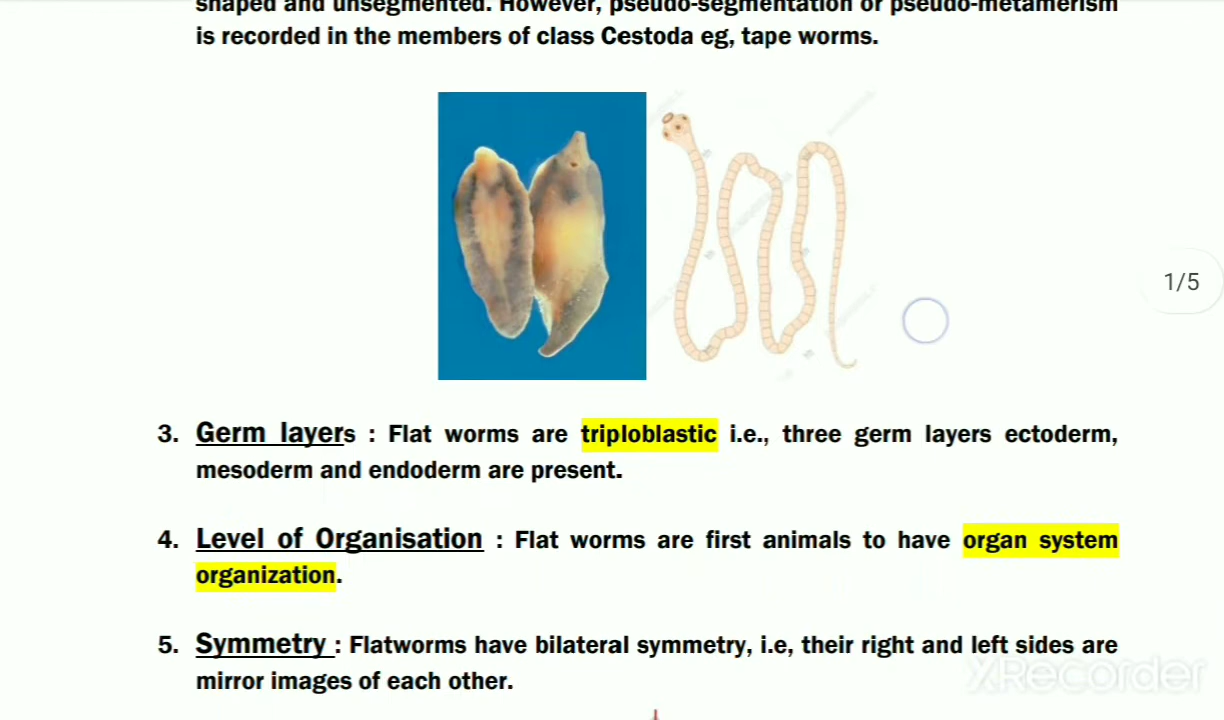 shaped and unsegmented. However, pseudo-segmentation or pseudo-metamerism
is recorded in the members of class Cestoda eg, tape worms.
1/5
3. Germ layers : Flat worms are triploblastic i.e., three germ layers ectoderm,
mesoderm and endoderm are present.
4. Level of Organisation : Flat worms are first animals to have organ system
organization.
5. Symmetry : Flatworms have bilateral symmetry, i.e, their right and left sides are
mirror images of each other.
XRecorder